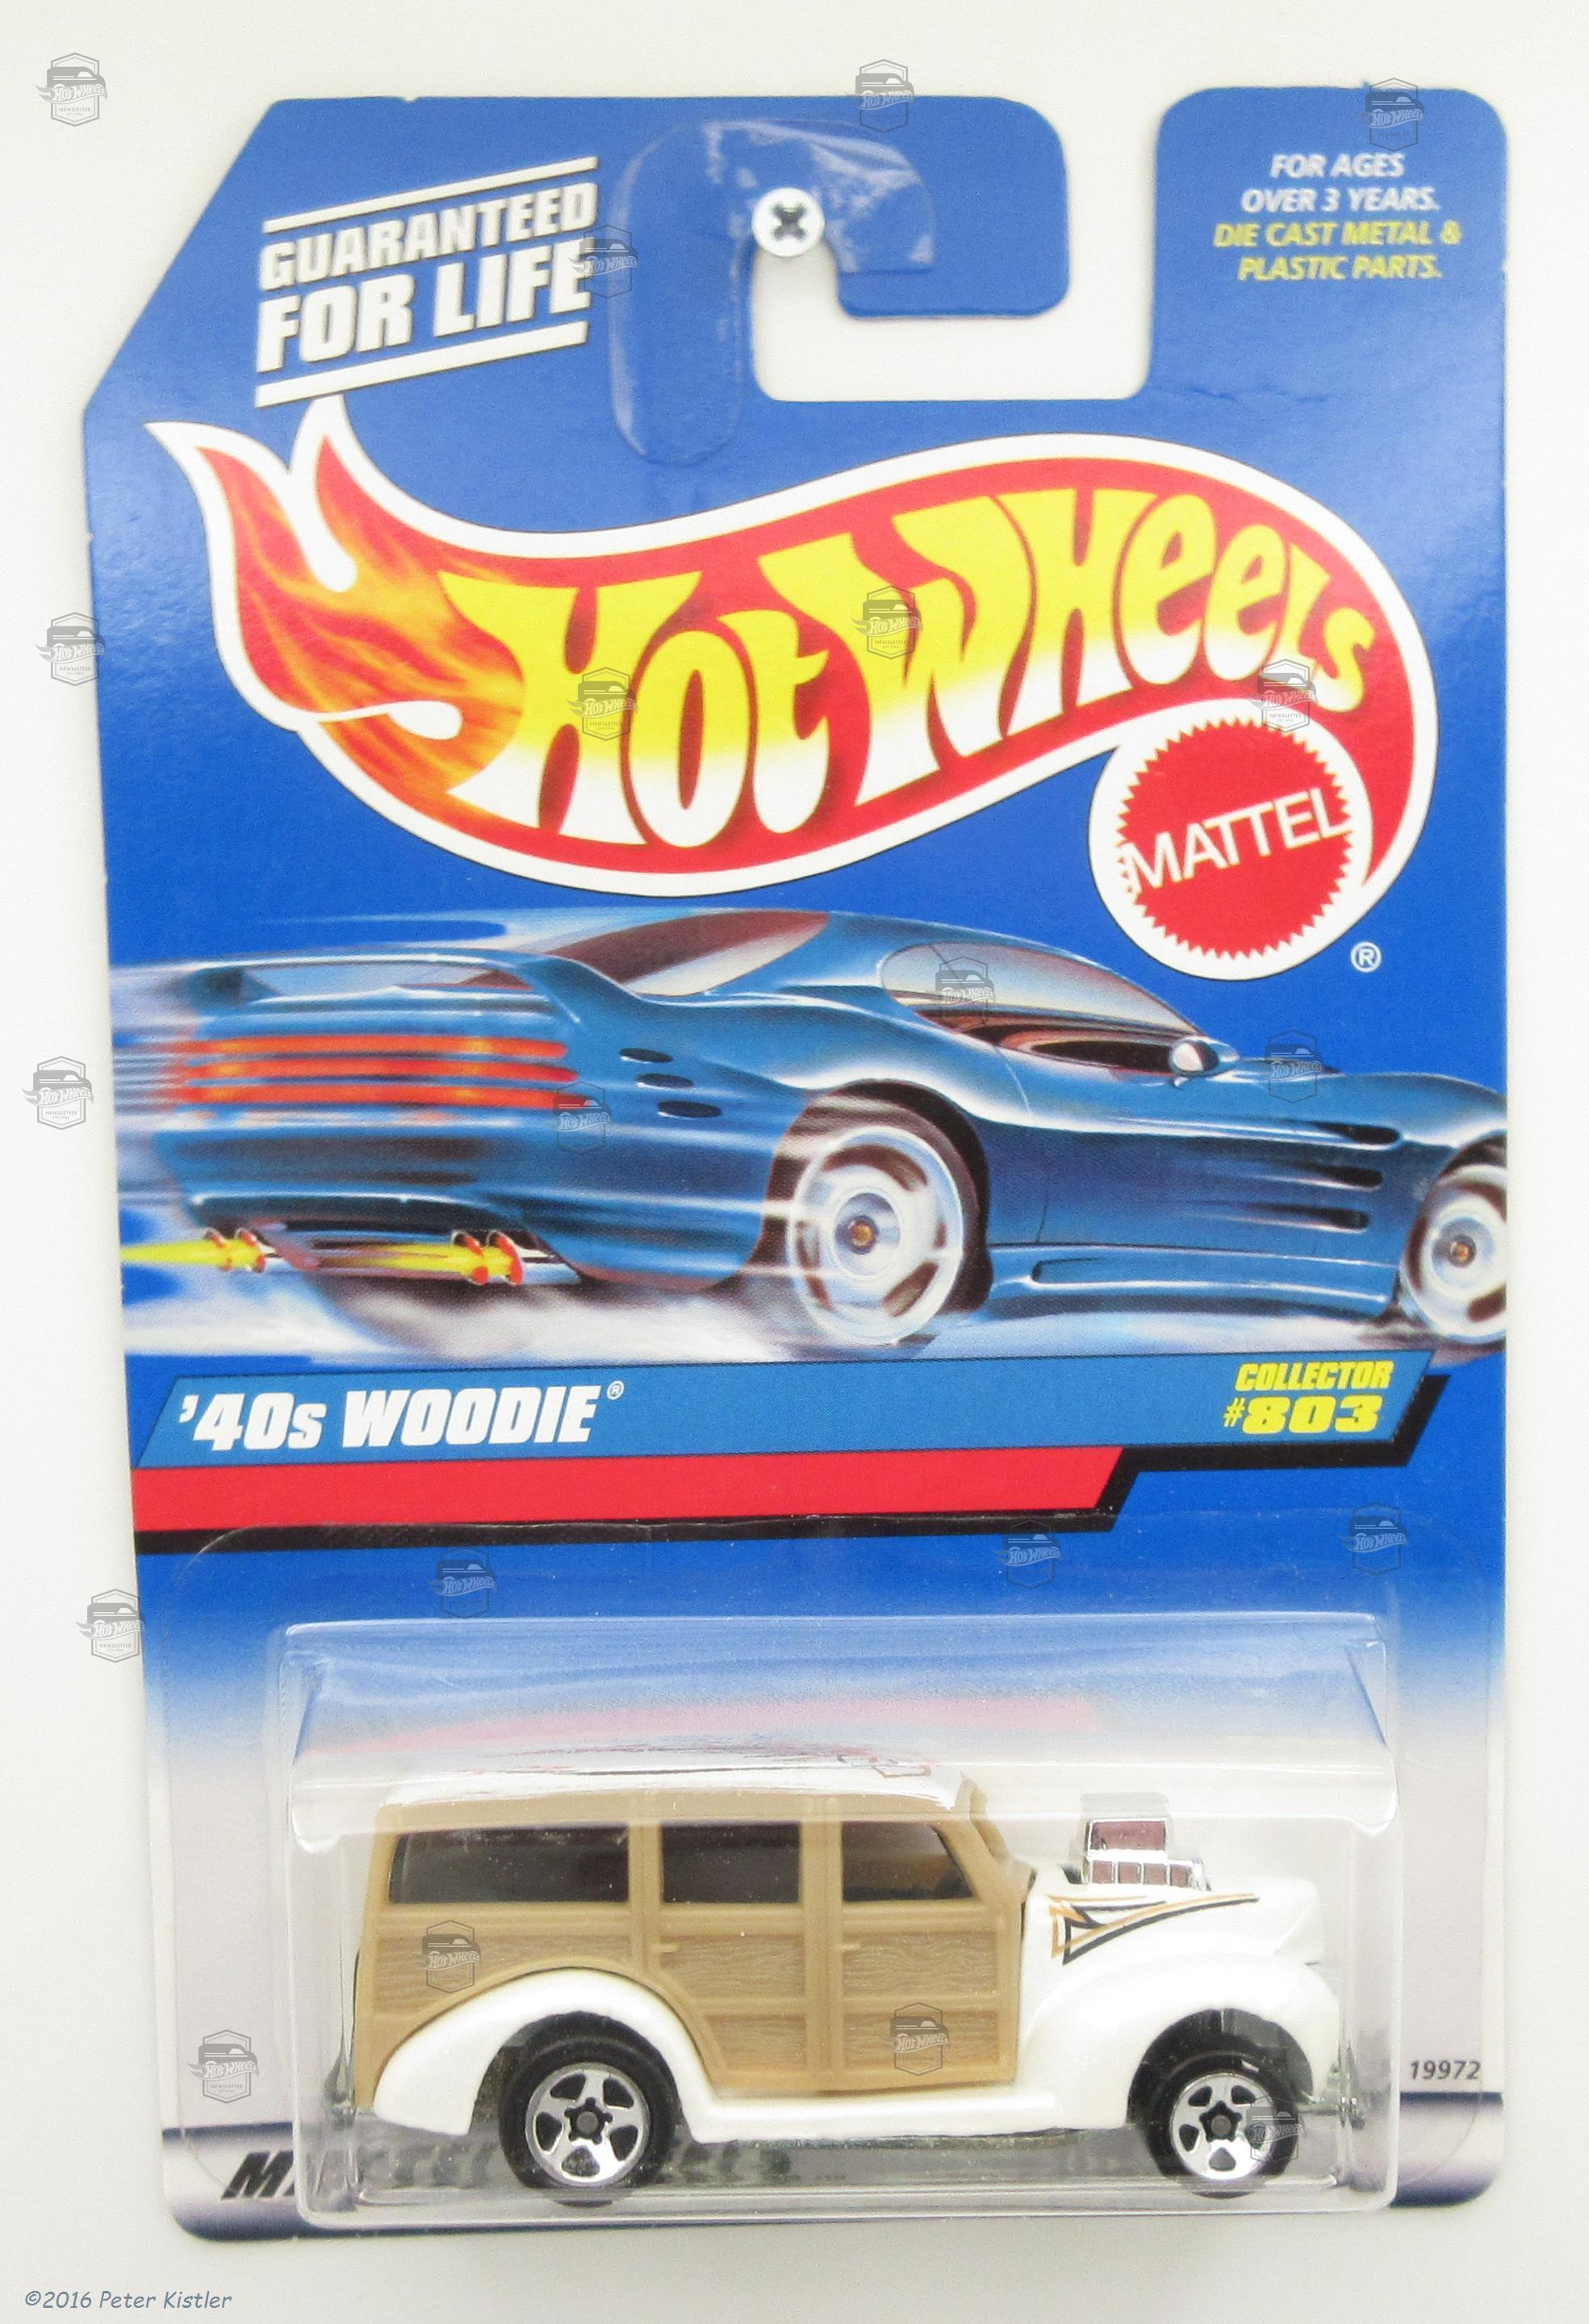 GUARANTEED
FOR LIFE
FOR AGES
OVER 3 YEARS.
DIE CAST METAL &
PLASTIC PARTS.
Hot Wheels
MATTEL
®
'40s WOODIE®
COLLECTOR
#803
19972
©2016 Peter Kistler